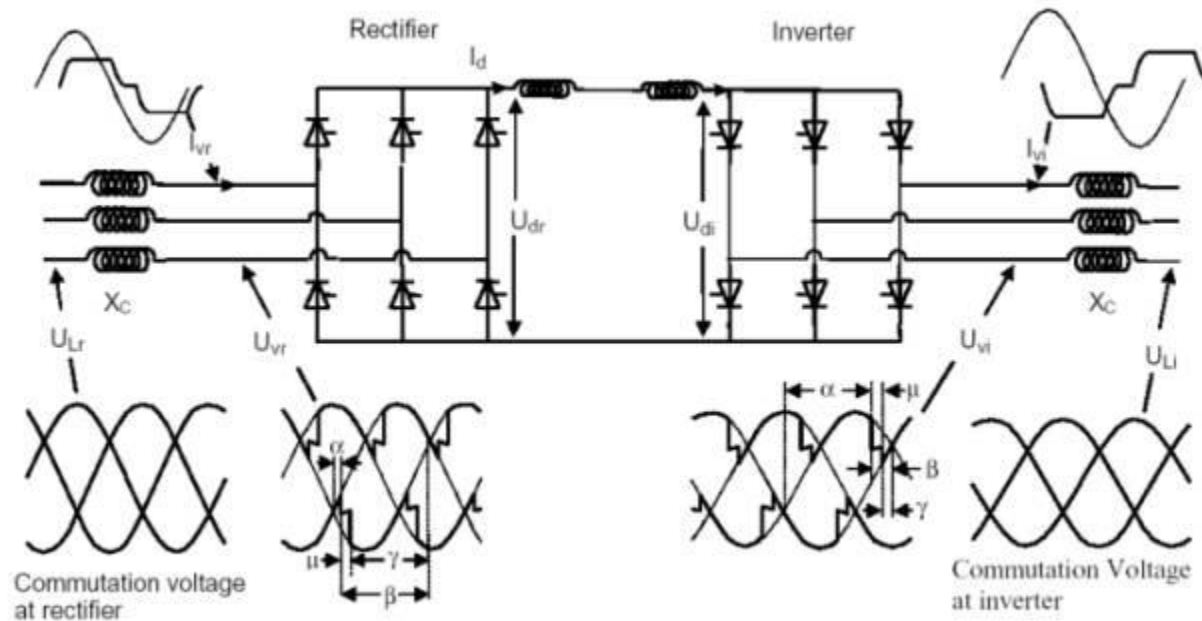 Rectifier
Inverter
I_d
I_vr
I_vi
U_dr
U_di
X_C
X_C
U_Lr
U_vr
U_vi
U_Li
α
μ
γ
β
α
μ
β
γ
Commutation voltage
at rectifier
Commutation Voltage
at inverter